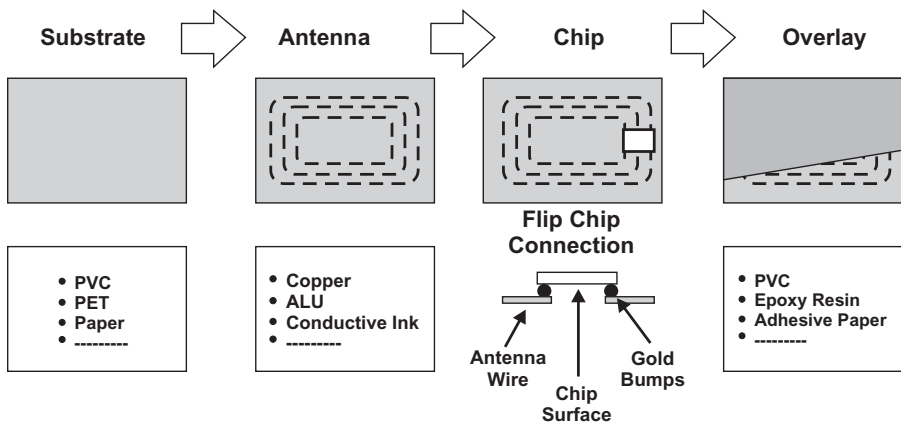 Substrate
Antenna
Chip
Overlay
Flip Chip
Connection
• PVC
• PET
• Paper
• ---------
• Copper
• ALU
• Conductive Ink
• ---------
Antenna
Wire
Chip
Surface
Gold
Bumps
• PVC
• Epoxy Resin
• Adhesive Paper
• ---------